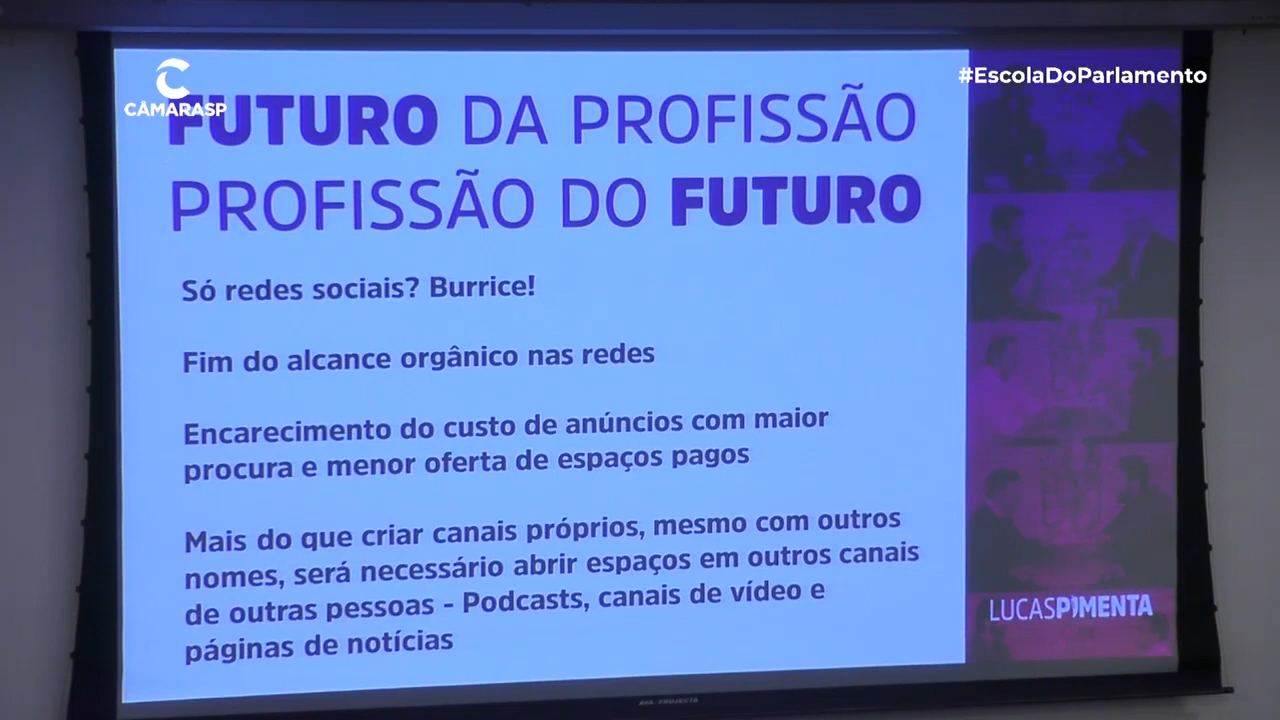 CÂMARASP
#EscolaDoParlamento
FUTURO DA PROFISSÃO
PROFISSÃO DO FUTURO
Só redes sociais? Burrice!
Fim do alcance orgânico nas redes
Encarecimento do custo de anúncios com maior
procura e menor oferta de espaços pagos
Mais do que criar canais próprios, mesmo com outros
nomes, será necessário abrir espaços em outros canais
de outras pessoas - Podcasts, canais de vídeo e
páginas de notícias
LUCASPIMENTA